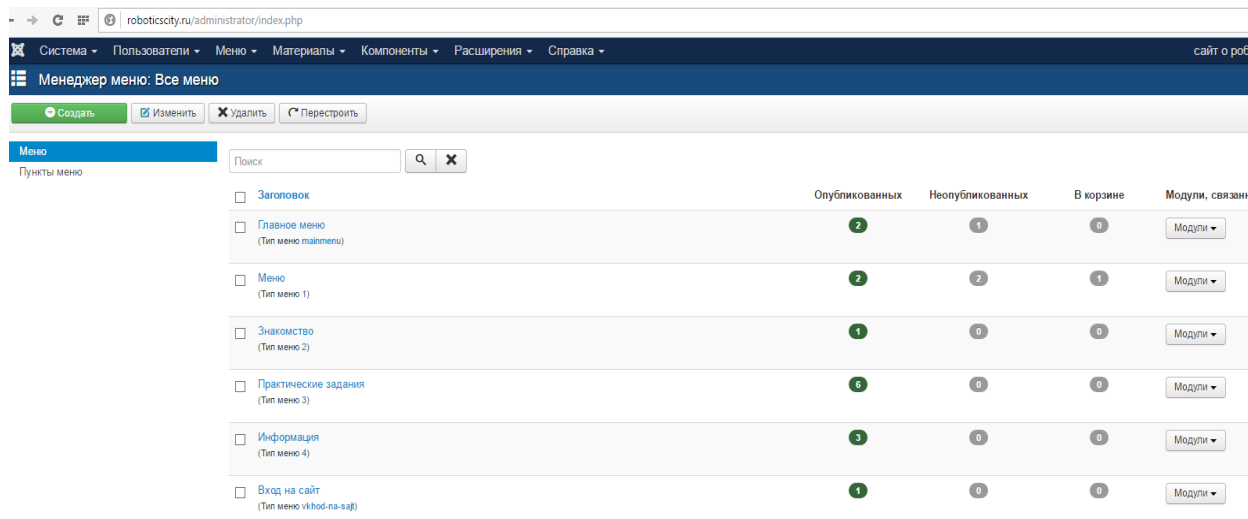 roboticscity.ru/administrator/index.php
Система Пользователи Меню Материалы Компоненты Расширения Справка сайт о роб
Менеджер меню: Все меню
Создать Изменить Удалить Перестроить
Меню
Пункты меню
Поиск
Заголовок Опубликованных Неопубликованных В корзине Модули, связанн
Главное меню 2 1 0 Модули
(Тип меню mainmenu)
Меню 2 2 1 Модули
(Тип меню 1)
Знакомство 1 0 0 Модули
(Тип меню 2)
Практические задания 6 0 0 Модули
(Тип меню 3)
Информация 3 0 0 Модули
(Тип меню 4)
Вход на сайт 1 0 0 Модули
(Тип меню vkhod-na-sajt)